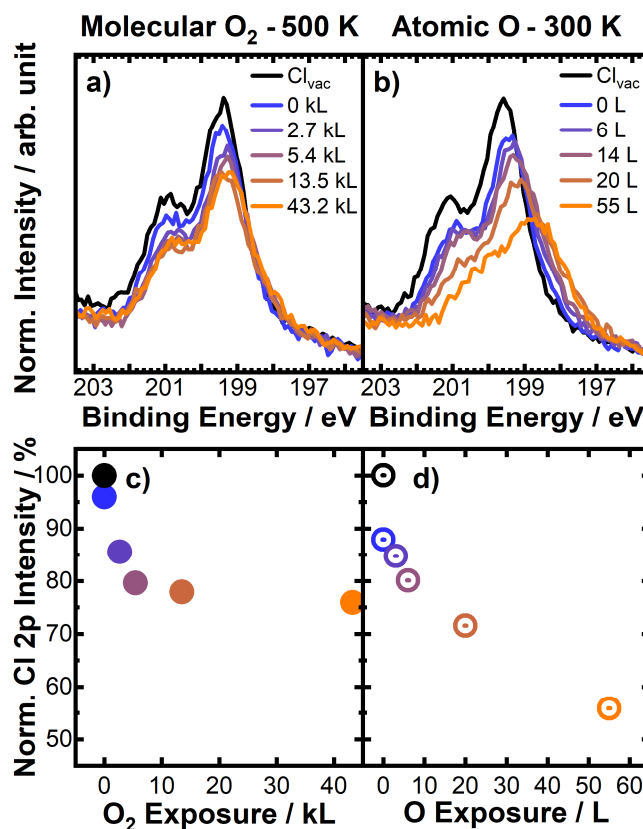 Molecular O₂ - 500 K
Atomic O - 300 K
Norm. Intensity / arb. unit
a)
Cl_vac
0 kL
2.7 kL
5.4 kL
13.5 kL
43.2 kL
b)
Cl_vac
0 L
6 L
14 L
20 L
55 L
203 201 199 197
203 201 199 197
Binding Energy / eV
Binding Energy / eV
Norm. Cl 2p Intensity / %
c)
d)
100
90
80
70
60
50
0 10 20 30 40
0 10 20 30 40 50 60
O₂ Exposure / kL
O Exposure / L